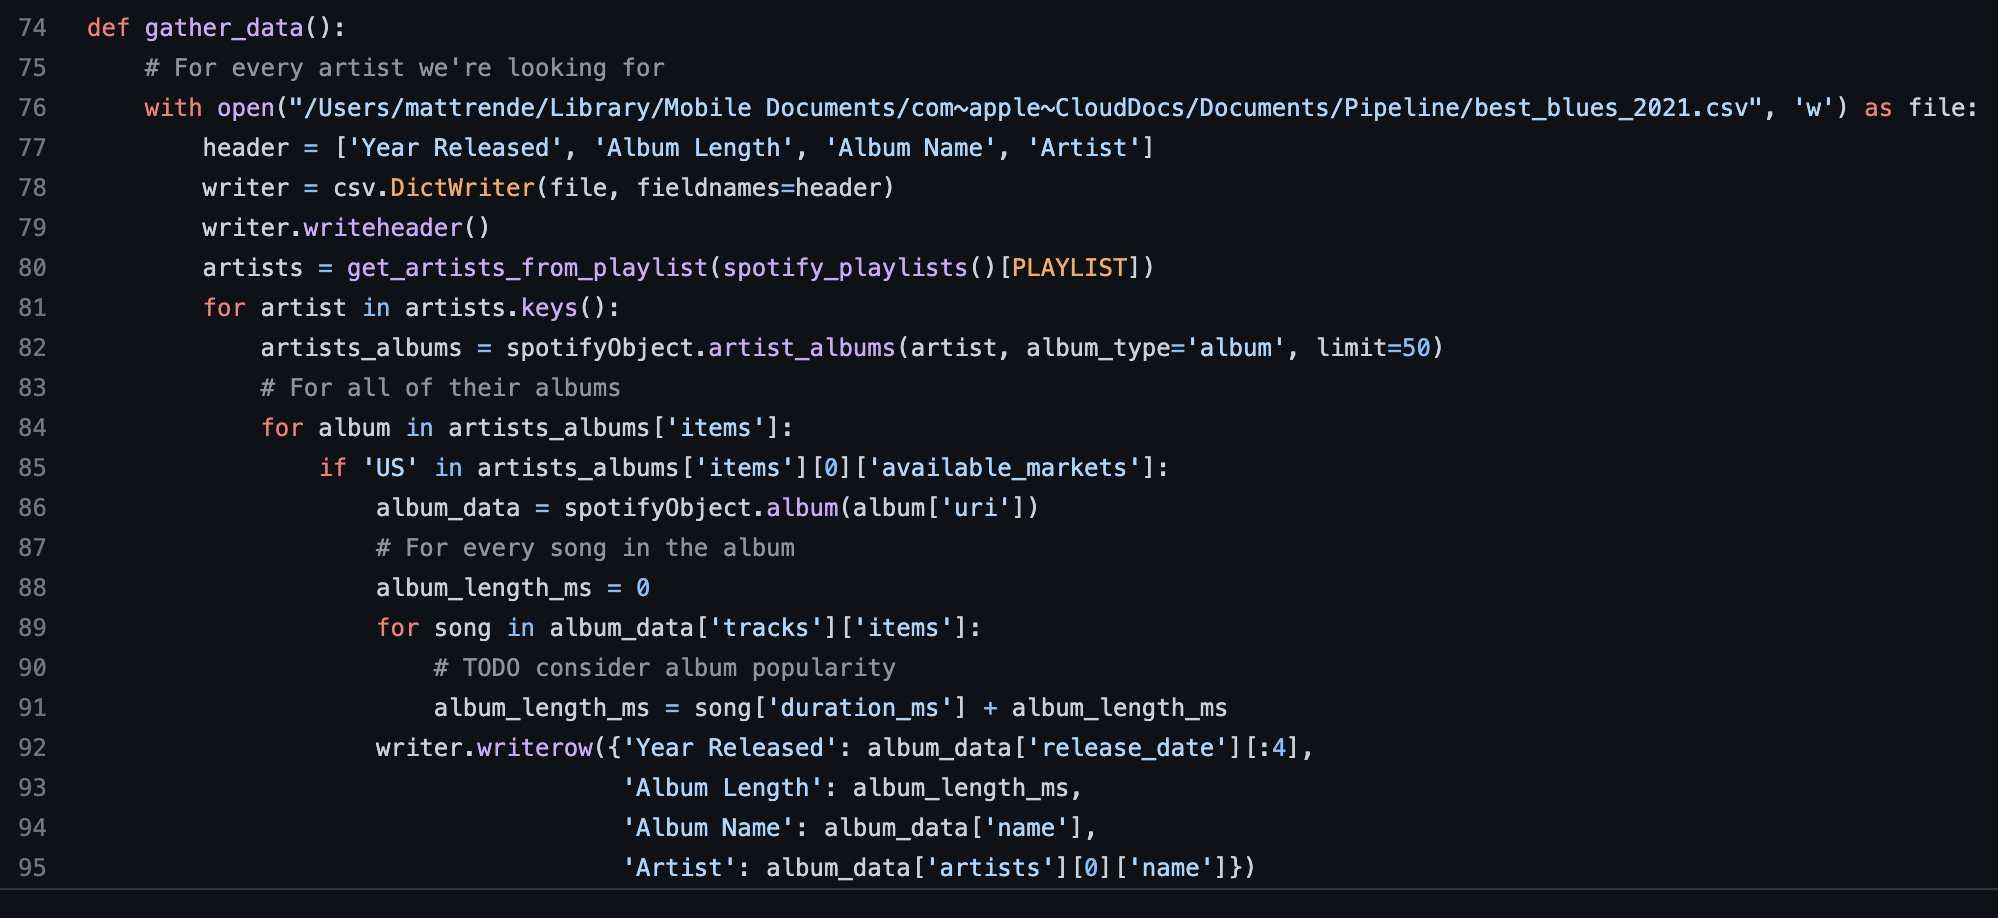 74 def gather_data():
75     # For every artist we're looking for
76     with open("/Users/mattrende/Library/Mobile Documents/com~apple~CloudDocs/Documents/Pipeline/best_blues_2021.csv", 'w') as file:
77         header = ['Year Released', 'Album Length', 'Album Name', 'Artist']
78         writer = csv.DictWriter(file, fieldnames=header)
79         writer.writeheader()
80         artists = get_artists_from_playlist(spotify_playlists()[PLAYLIST])
81         for artist in artists.keys():
82             artists_albums = spotifyObject.artist_albums(artist, album_type='album', limit=50)
83             # For all of their albums
84             for album in artists_albums['items']:
85                 if 'US' in artists_albums['items'][0]['available_markets']:
86                     album_data = spotifyObject.album(album['uri'])
87                     # For every song in the album
88                     album_length_ms = 0
89                     for song in album_data['tracks']['items']:
90                         # TODO consider album popularity
91                         album_length_ms = song['duration_ms'] + album_length_ms
92                     writer.writerow({'Year Released': album_data['release_date'][:4],
93                                      'Album Length': album_length_ms,
94                                      'Album Name': album_data['name'],
95                                      'Artist': album_data['artists'][0]['name']})